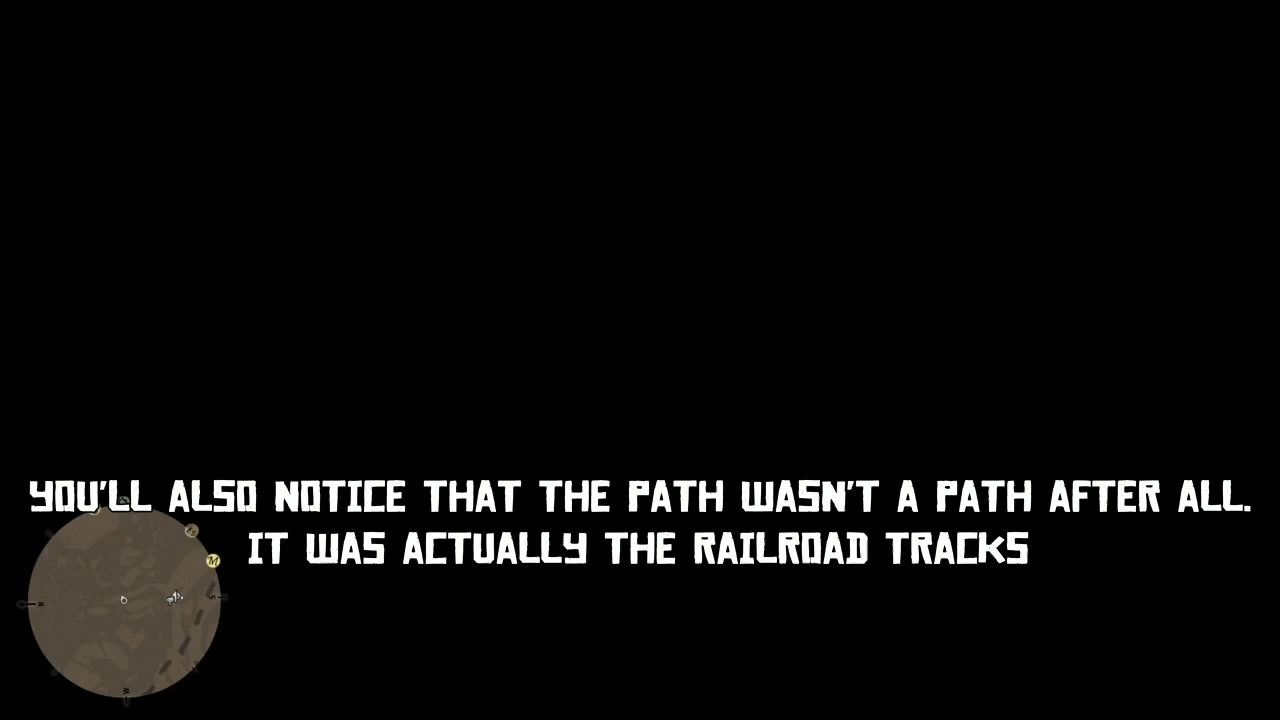 YOU'LL ALSO NOTICE THAT THE PATH WASN'T A PATH AFTER ALL.
IT WAS ACTUALLY THE RAILROAD TRACKS
M
N
S
W